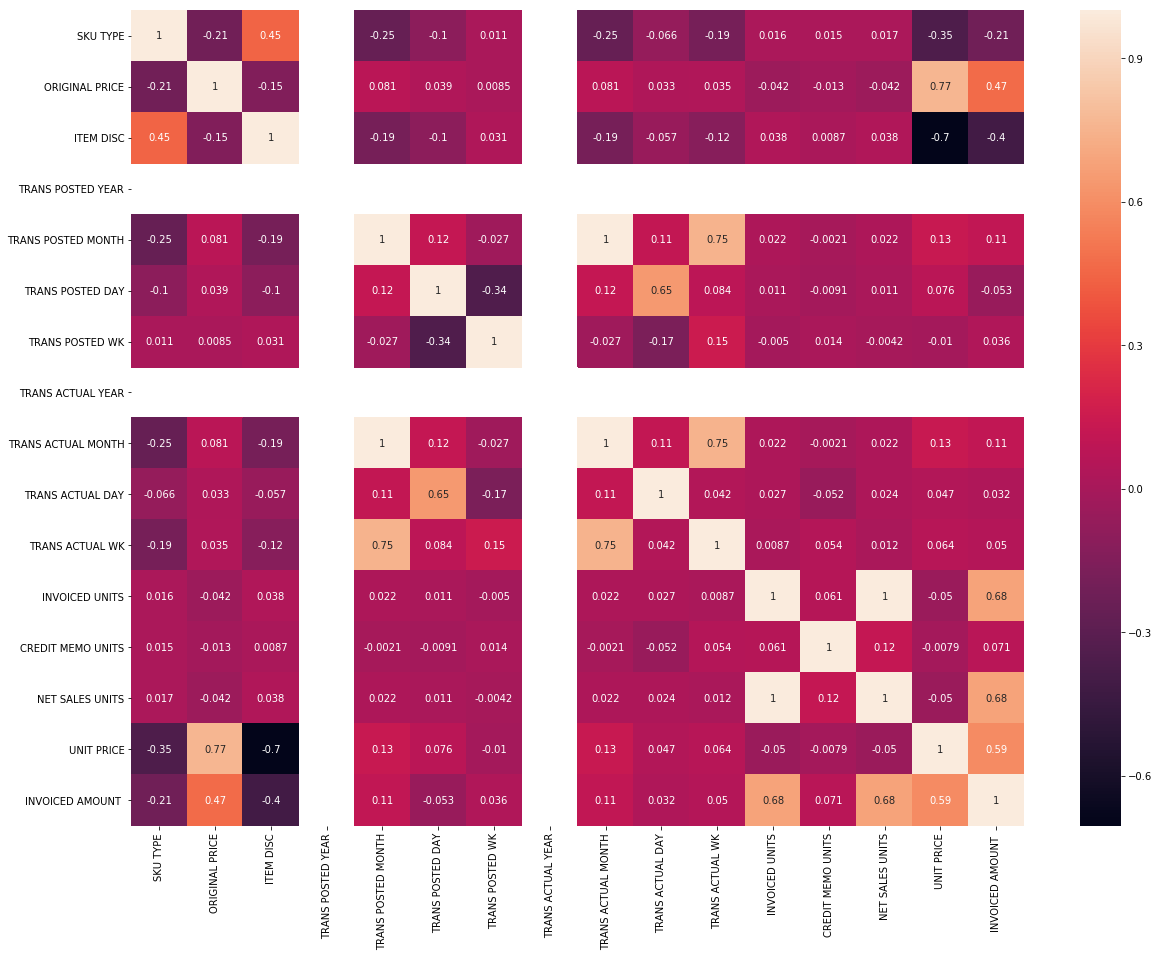 SKU TYPE 1 -0.21 0.45 -0.25 -0.1 0.011 -0.25 -0.066 -0.19 0.016 0.015 0.017 -0.35 -0.21
ORIGINAL PRICE -0.21 1 -0.15 0.081 0.039 0.0085 0.081 0.033 0.035 -0.042 -0.013 -0.042 0.77 0.47
ITEM DISC 0.45 -0.15 1 -0.19 -0.1 0.031 -0.19 -0.057 -0.12 0.038 0.0087 0.038 -0.7 -0.4
TRANS POSTED YEAR
TRANS POSTED MONTH -0.25 0.081 -0.19 1 0.12 -0.027 1 0.11 0.75 0.022 -0.0021 0.022 0.13 0.11
TRANS POSTED DAY -0.1 0.039 -0.1 0.12 1 -0.34 0.12 0.65 0.084 0.011 -0.0091 0.011 0.076 -0.053
TRANS POSTED WK 0.011 0.0085 0.031 -0.027 -0.34 1 -0.027 -0.17 0.15 -0.005 0.014 -0.0042 -0.01 0.036
TRANS ACTUAL YEAR
TRANS ACTUAL MONTH -0.25 0.081 -0.19 1 0.12 -0.027 1 0.11 0.75 0.022 -0.0021 0.022 0.13 0.11
TRANS ACTUAL DAY -0.066 0.033 -0.057 0.11 0.65 -0.17 0.11 1 0.042 0.027 -0.052 0.024 0.047 0.032
TRANS ACTUAL WK -0.19 0.035 -0.12 0.75 0.084 0.15 0.75 0.042 1 0.0087 0.054 0.012 0.064 0.05
INVOICED UNITS 0.016 -0.042 0.038 0.022 0.011 -0.005 0.022 0.027 0.0087 1 0.061 1 -0.05 0.68
CREDIT MEMO UNITS 0.015 -0.013 0.0087 -0.0021 -0.0091 0.014 -0.0021 -0.052 0.054 0.061 1 0.12 -0.0079 0.071
NET SALES UNITS 0.017 -0.042 0.038 0.022 0.011 -0.0042 0.022 0.024 0.012 1 0.12 1 -0.05 0.68
UNIT PRICE -0.35 0.77 -0.7 0.13 0.076 -0.01 0.13 0.047 0.064 -0.05 -0.0079 -0.05 1 0.59
INVOICED AMOUNT -0.21 0.47 -0.4 0.11 -0.053 0.036 0.11 0.032 0.05 0.68 0.071 0.68 0.59 1
SKU TYPE
ORIGINAL PRICE
ITEM DISC
TRANS POSTED YEAR
TRANS POSTED MONTH
TRANS POSTED DAY
TRANS POSTED WK
TRANS ACTUAL YEAR
TRANS ACTUAL MONTH
TRANS ACTUAL DAY
TRANS ACTUAL WK
INVOICED UNITS
CREDIT MEMO UNITS
NET SALES UNITS
UNIT PRICE
INVOICED AMOUNT
0.9
0.6
0.3
0.0
−0.3
−0.6